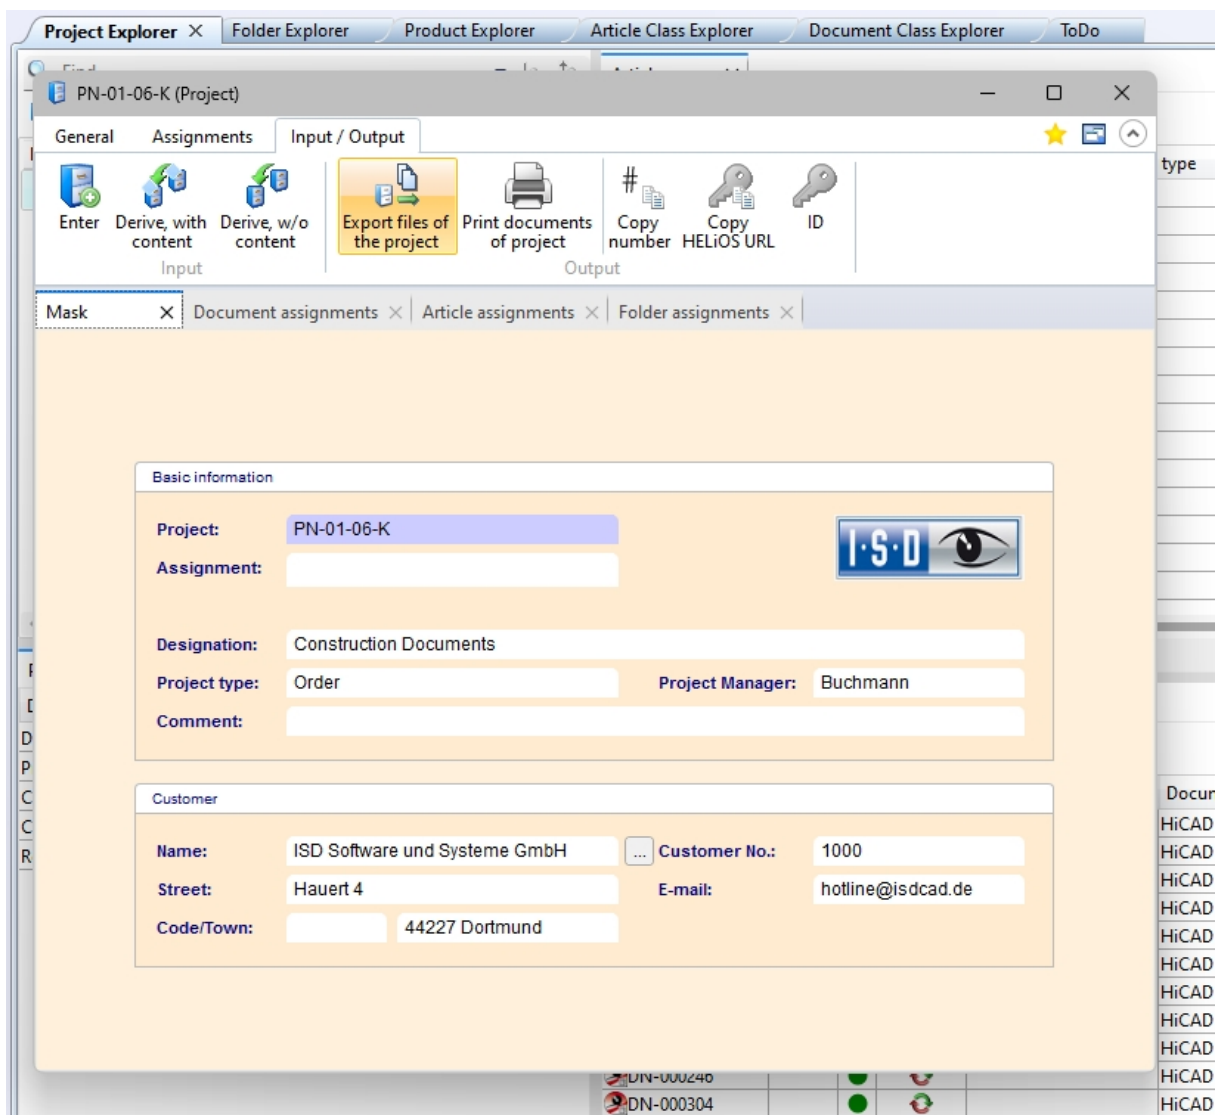 Project Explorer
Folder Explorer
Product Explorer
Article Class Explorer
Document Class Explorer
ToDo
PN-01-06-K (Project)
General Assignments Input / Output
type
Enter
Derive, with content
Derive, w/o content
Export files of the project
Print documents of project
Copy number
Copy HELiOS URL
ID
Input
Output
Mask
Document assignments
Article assignments
Folder assignments
Basic information
Project: PN-01-06-K
I·S·D
Assignment:
Designation: Construction Documents
Project type: Order Project Manager: Buchmann
Comment:
Customer
Name: ISD Software und Systeme GmbH ... Customer No.: 1000
Street: Hauert 4 E-mail: hotline@isdcad.de
Code/Town: 44227 Dortmund
HiCAD
HiCAD
HiCAD
HiCAD
HiCAD
HiCAD
HiCAD
HiCAD
HiCAD
DN-000246 HiCAD
DN-000304 HiCAD